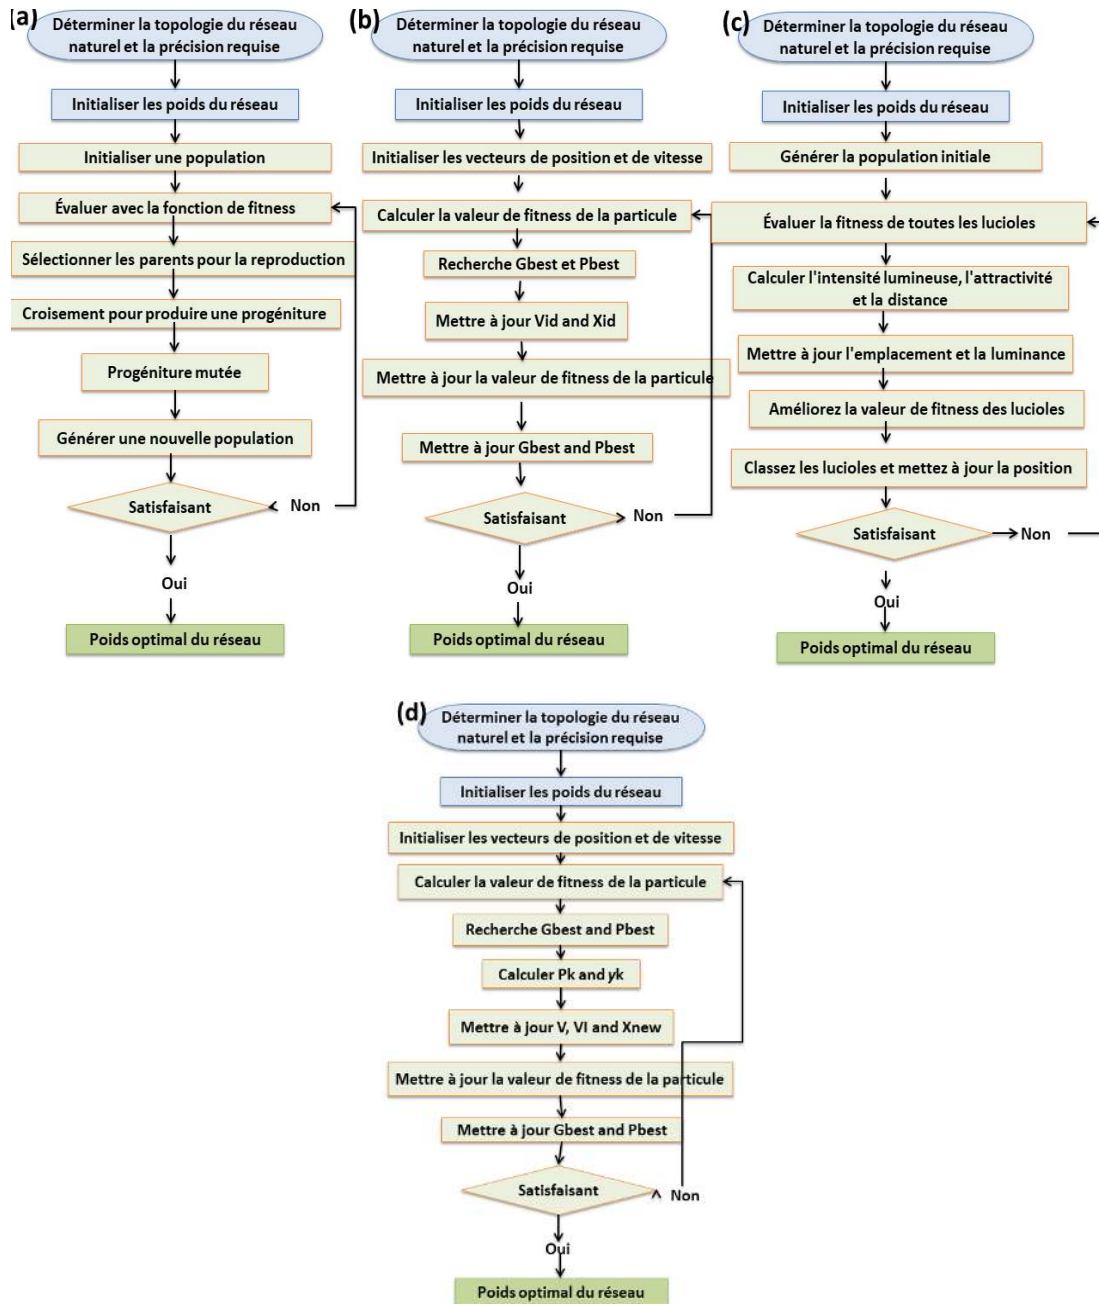 (a)
Déterminer la topologie du réseau
naturel et la précision requise
Initialiser les poids du réseau
Initialiser une population
Évaluer avec la fonction de fitness
Sélectionner les parents pour la reproduction
Croisement pour produire une progéniture
Progéniture mutée
Générer une nouvelle population
Satisfaisant
Non
Oui
Poids optimal du réseau
(b)
Déterminer la topologie du réseau
naturel et la précision requise
Initialiser les poids du réseau
Initialiser les vecteurs de position et de vitesse
Calculer la valeur de fitness de la particule
Recherche Gbest et Pbest
Mettre à jour Vid and Xid
Mettre à jour la valeur de fitness de la particule
Mettre à jour Gbest and Pbest
Satisfaisant
Non
Oui
Poids optimal du réseau
(c)
Déterminer la topologie du réseau
naturel et la précision requise
Initialiser les poids du réseau
Générer la population initiale
Évaluer la fitness de toutes les lucioles
Calculer l'intensité lumineuse, l'attractivité
et la distance
Mettre à jour l'emplacement et la luminance
Améliorez la valeur de fitness des lucioles
Classez les lucioles et mettez à jour la position
Satisfaisant
Non
Oui
Poids optimal du réseau
(d)
Déterminer la topologie du réseau
naturel et la précision requise
Initialiser les poids du réseau
Initialiser les vecteurs de position et de vitesse
Calculer la valeur de fitness de la particule
Recherche Gbest and Pbest
Calculer Pk and yk
Mettre à jour V, VI and Xnew
Mettre à jour la valeur de fitness de la particule
Mettre à jour Gbest and Pbest
Satisfaisant
Non
Oui
Poids optimal du réseau